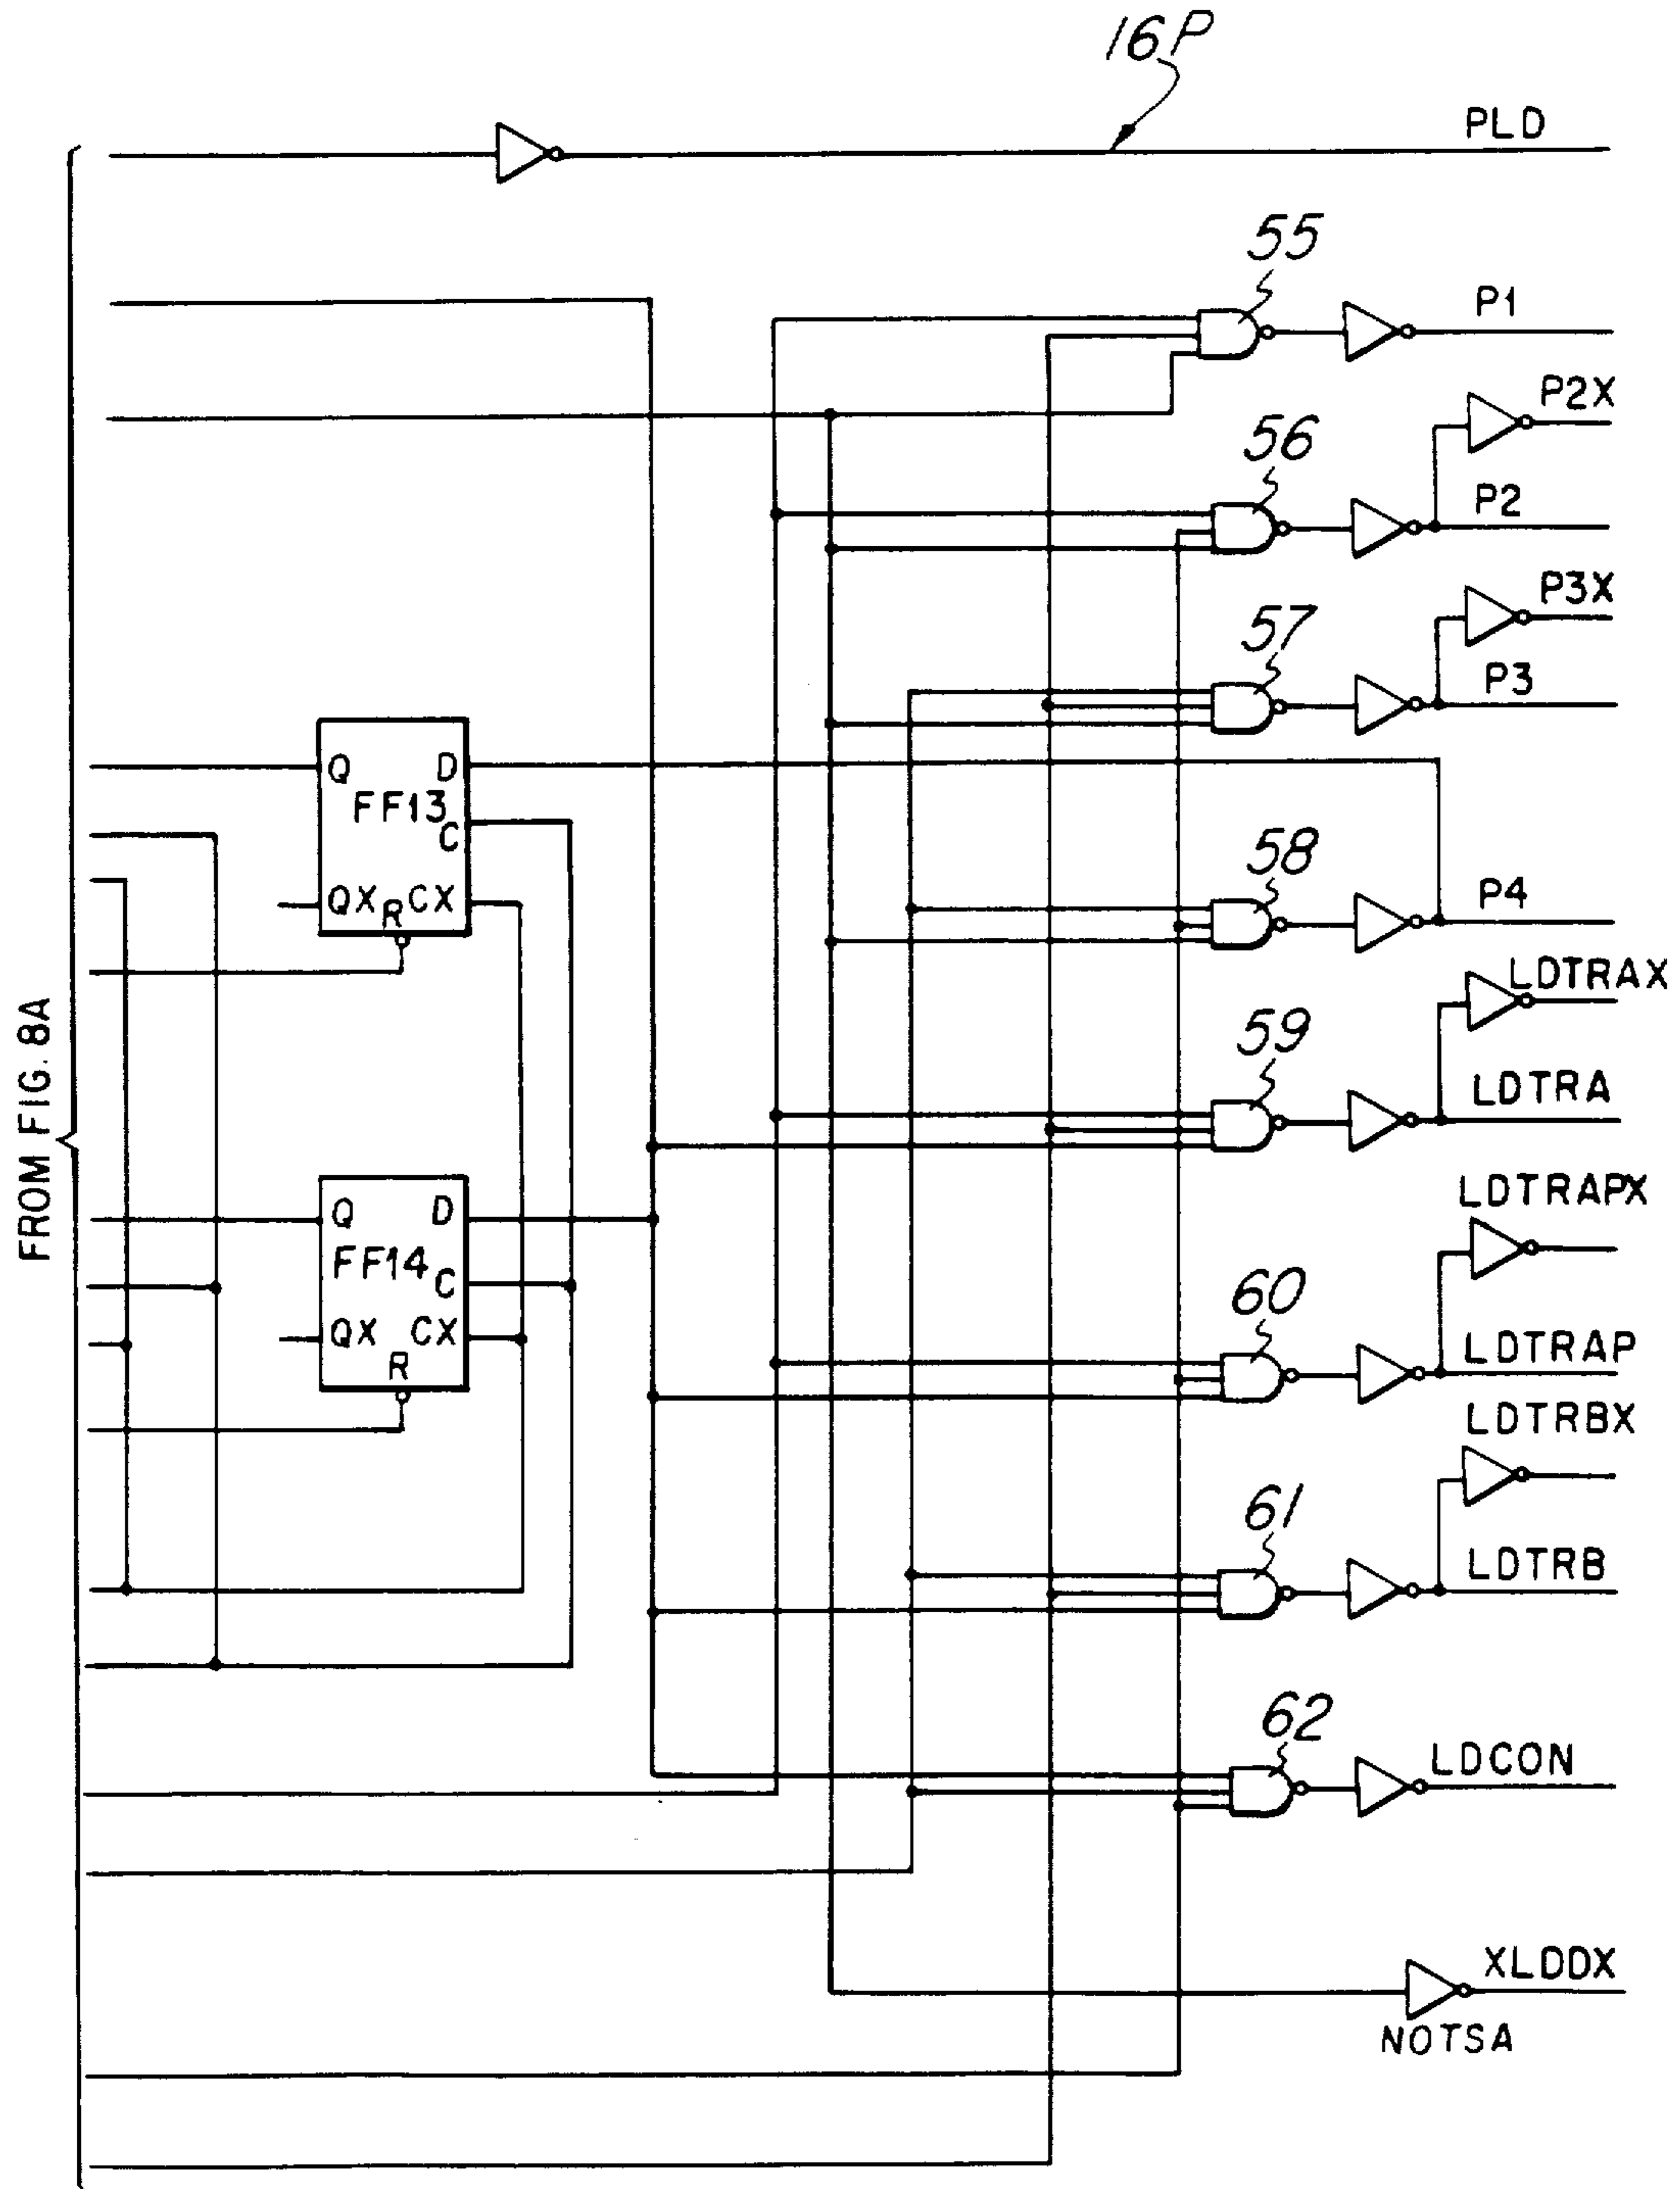 16P
PLD
55
P1
P2X
56
P2
P3X
57
P3
Q D
FF13
C
58
QX R CX
P4
LDTRAX
59
LDTRA
FROM FIG. 8A
LDTRAPX
Q D
FF14 C
60
QX CX
LDTRAP
R
LDTRBX
61
LDTRB
62
LDCON
XLDDX
NOTSA